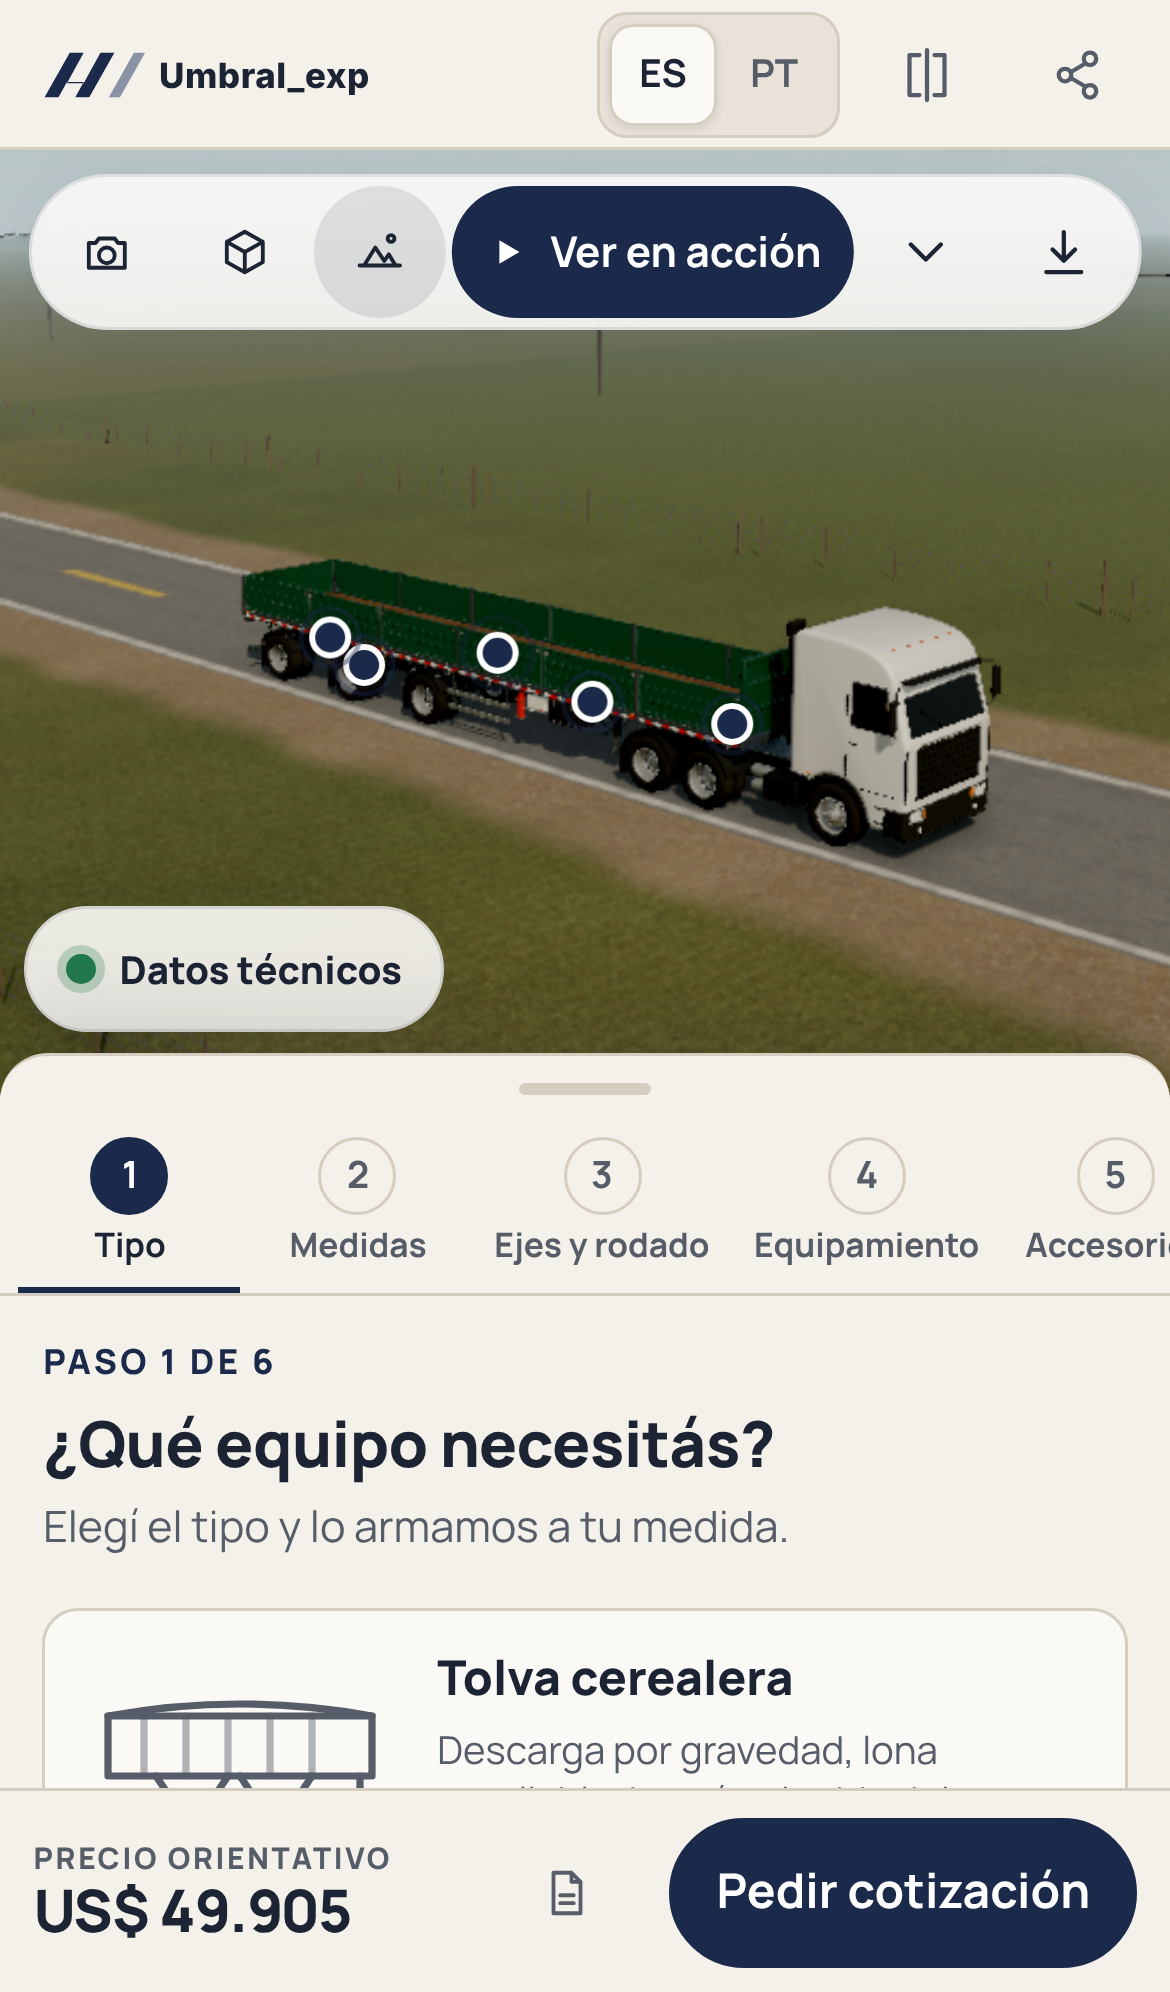 Umbral_exp
ES
PT
Ver en acción
Datos técnicos
1
2
3
4
5
Tipo
Medidas
Ejes y rodado
Equipamiento
PASO 1 DE 6
¿Qué equipo necesitás?
Elegí el tipo y lo armamos a tu medida.
Tolva cerealera
Descarga por gravedad, lona
PRECIO ORIENTATIVO
US$ 49.905
Pedir cotización